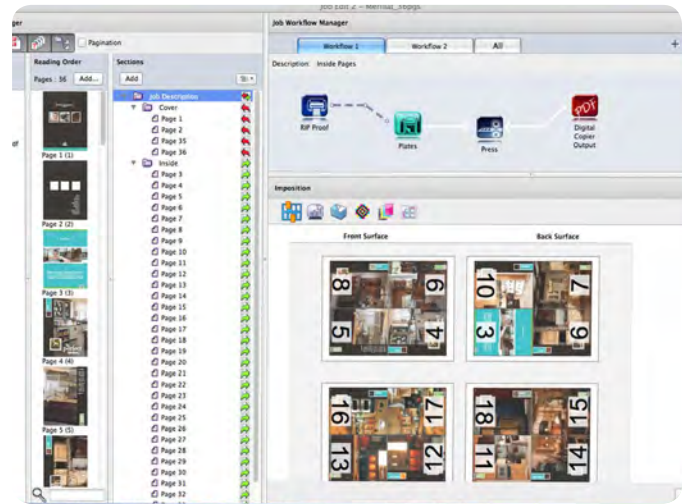 Job Edit 2 – Merillat_36pgs
Job Workflow Manager
Pagination
Reading Order
Pages : 36 Add...
Page 1 (1)
Page 2 (2)
Page 3 (3)
Page 4 (4)
Page 5 (5)
Sections
Add
Job Description
Cover
Page 1
Page 2
Page 35
Page 36
Inside
Page 3
Page 4
Page 5
Page 6
Page 7
Page 8
Page 9
Page 10
Page 11
Page 12
Page 13
Page 14
Page 15
Page 16
Page 17
Page 18
Page 19
Page 20
Page 21
Page 22
Page 23
Page 24
Page 25
Page 26
Page 27
Page 28
Page 29
Page 30
Page 31
Page 32
Workflow 1 Workflow 2 All +
Description: Inside Pages
RIP Proof
Plates
Press
PDF
Digital
Copier
Output
Imposition
Front Surface Back Surface
8 9 10 7
5 4 3 6
16 17 18 15
13 12 11 14